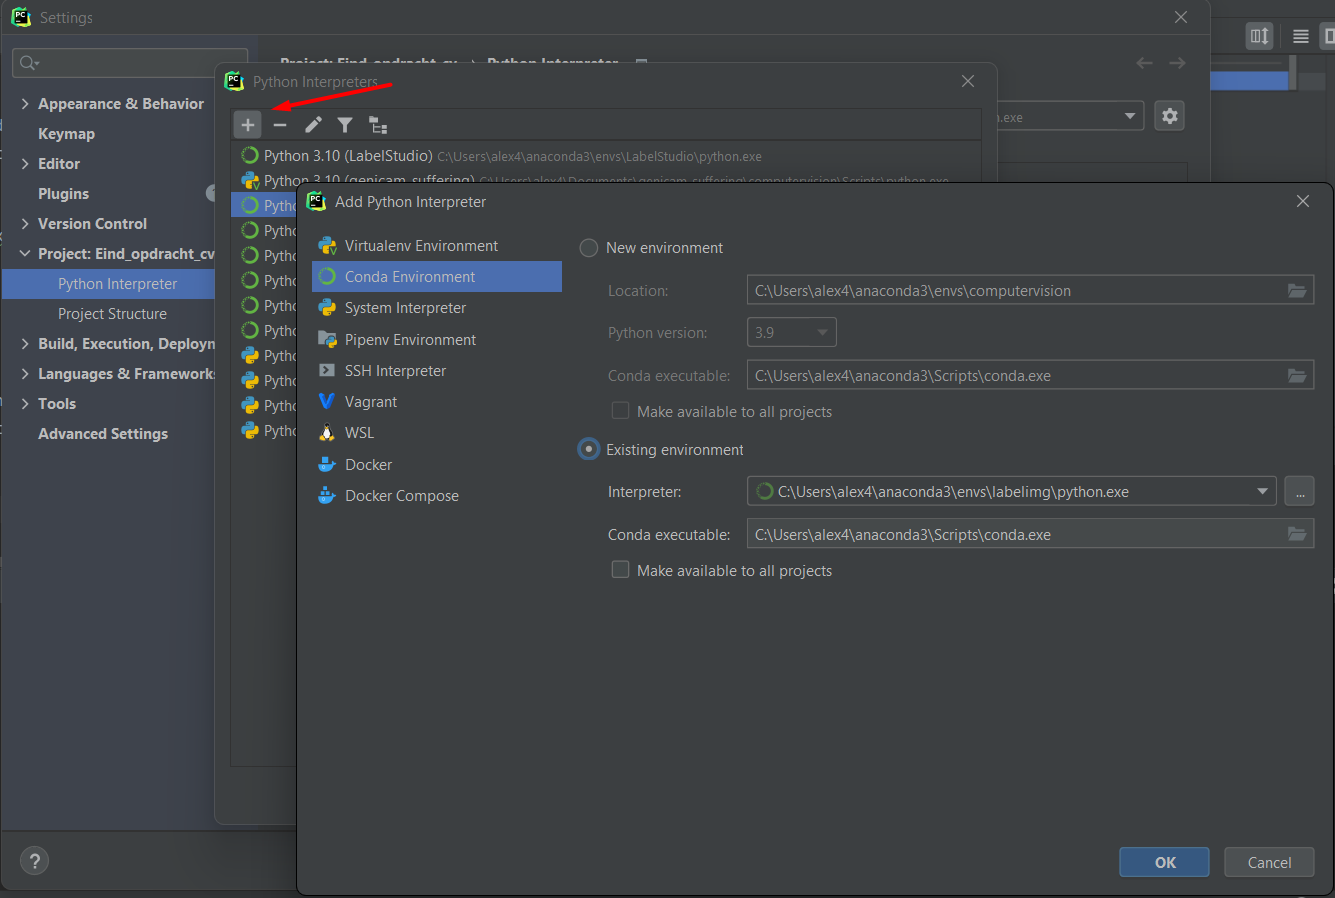 Settings
Project: Eind_opdracht_cv › Python Interpreter
Python Interpreters
Appearance & Behavior
Keymap
Editor
Plugins
Version Control
Project: Eind_opdracht_cv
Python Interpreter
Project Structure
Build, Execution, Deployn
Languages & Frameworks
Tools
Advanced Settings
.exe
Python 3.10 (LabelStudio) C:\Users\alex4\anaconda3\envs\LabelStudio\python.exe
Python 3.10 (genicam_suffering) C:\Users\alex4\Documents\genicam_suffering\computervision\Scripts\python.exe
Pytho
Pytho
Pytho
Pytho
Pytho
Pytho
Pytho
Pytho
Pytho
Pytho
Add Python Interpreter
Virtualenv Environment
Conda Environment
System Interpreter
Pipenv Environment
SSH Interpreter
Vagrant
WSL
Docker
Docker Compose
New environment
Location: C:\Users\alex4\anaconda3\envs\computervision
Python version: 3.9
Conda executable: C:\Users\alex4\anaconda3\Scripts\conda.exe
Make available to all projects
Existing environment
Interpreter: C:\Users\alex4\anaconda3\envs\labelimg\python.exe ...
Conda executable: C:\Users\alex4\anaconda3\Scripts\conda.exe
Make available to all projects
?
OK Cancel